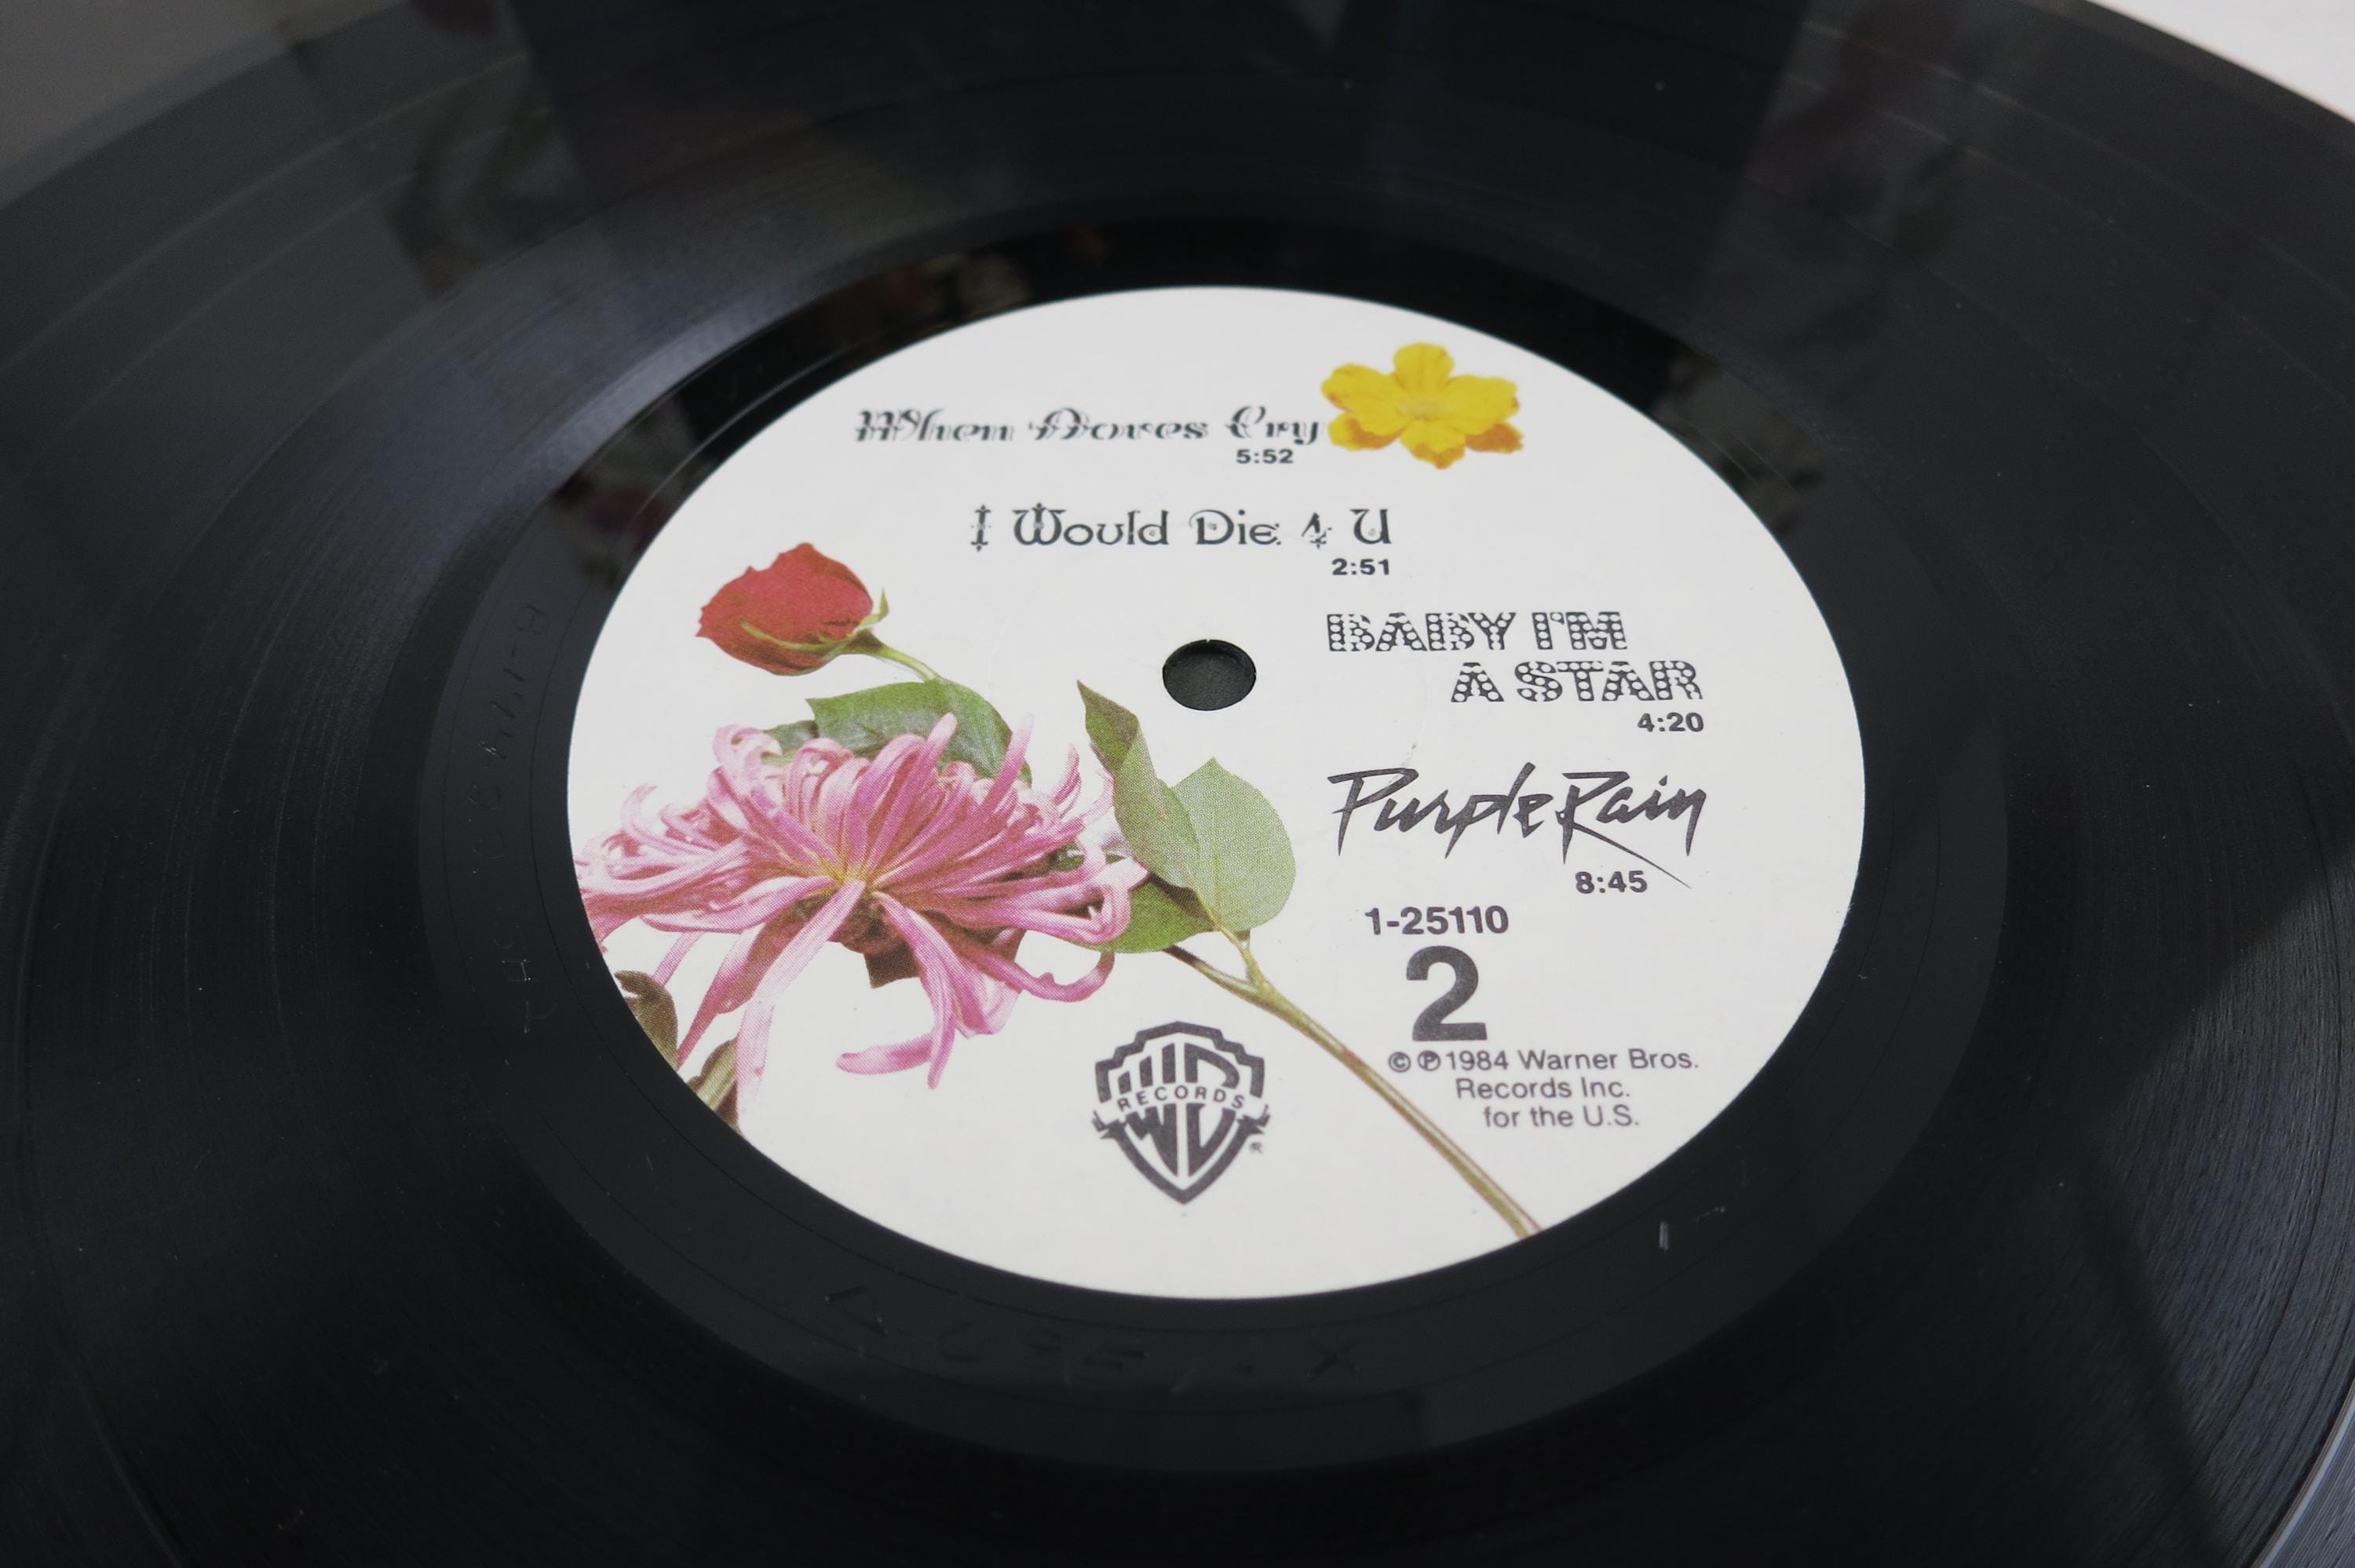 When Doves Cry
5:52
I Would Die 4 U
2:51
BABY I'M
A STAR
4:20
Purple Rain
8:45
1-25110
2
©℗1984 Warner Bros.
Records Inc.
for the U.S.
RECORDS
®